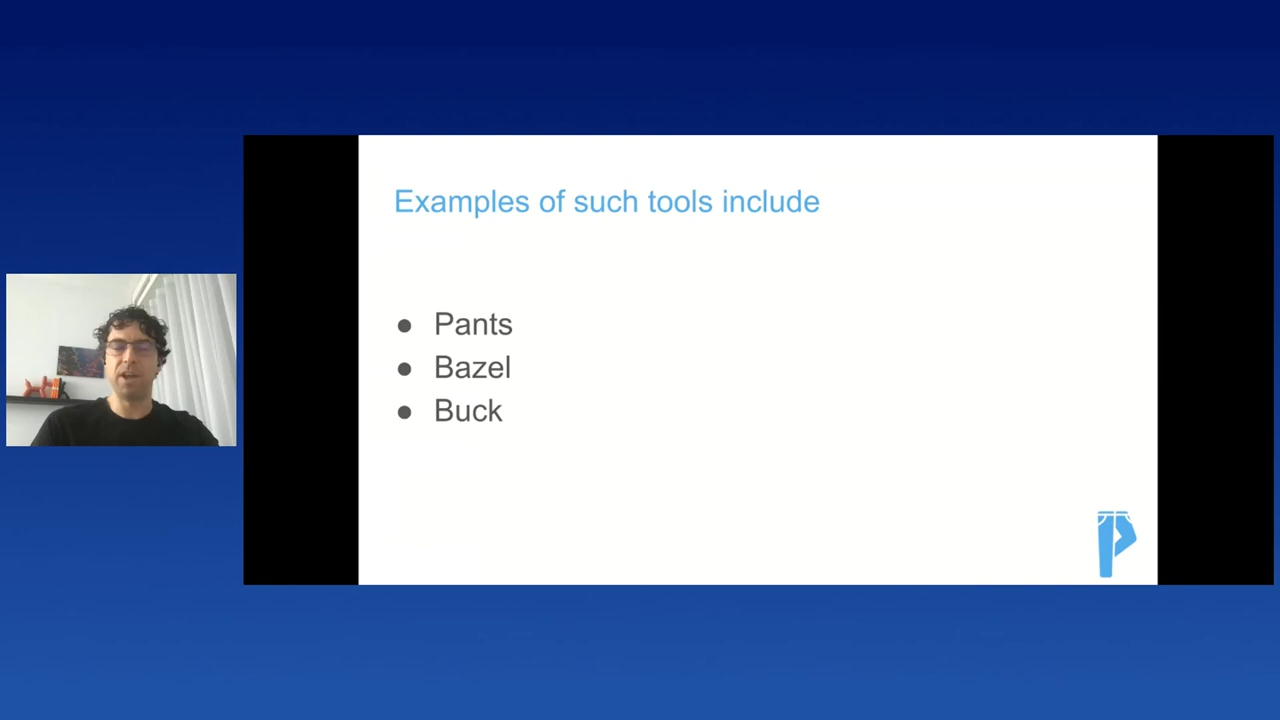 Examples of such tools include
● Pants
● Bazel
● Buck